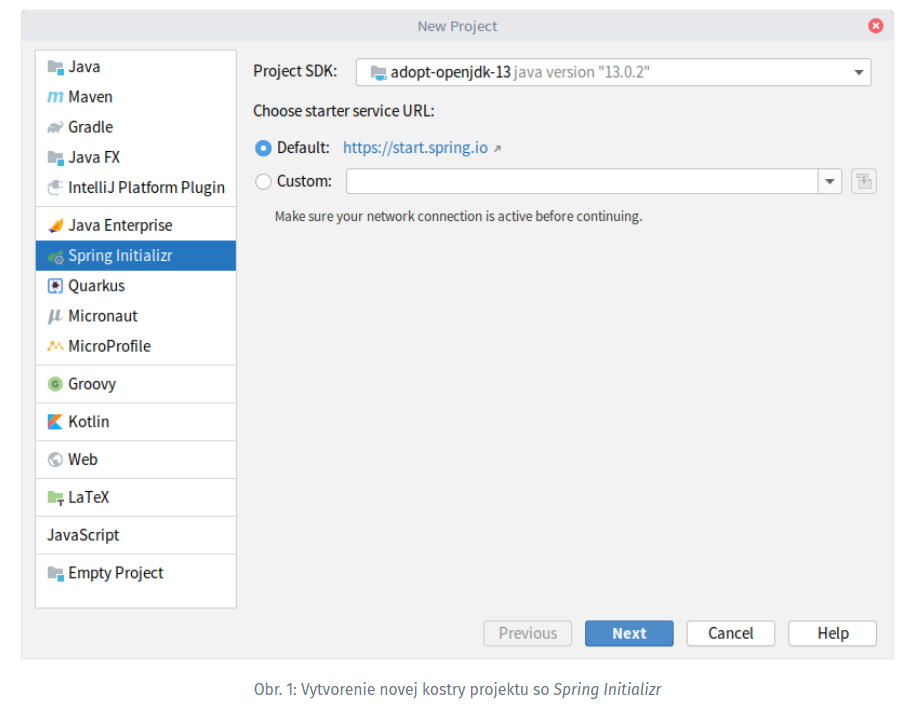 New Project
Java
Maven
Gradle
Java FX
IntelliJ Platform Plugin
Java Enterprise
Spring Initializr
Quarkus
Micronaut
MicroProfile
Groovy
Kotlin
Web
LaTeX
JavaScript
Empty Project
Project SDK: adopt-openjdk-13 java version "13.0.2"
Choose starter service URL:
Default: https://start.spring.io
Custom:
Make sure your network connection is active before continuing.
Previous Next Cancel Help
Obr. 1: Vytvorenie novej kostry projektu so Spring Initializr